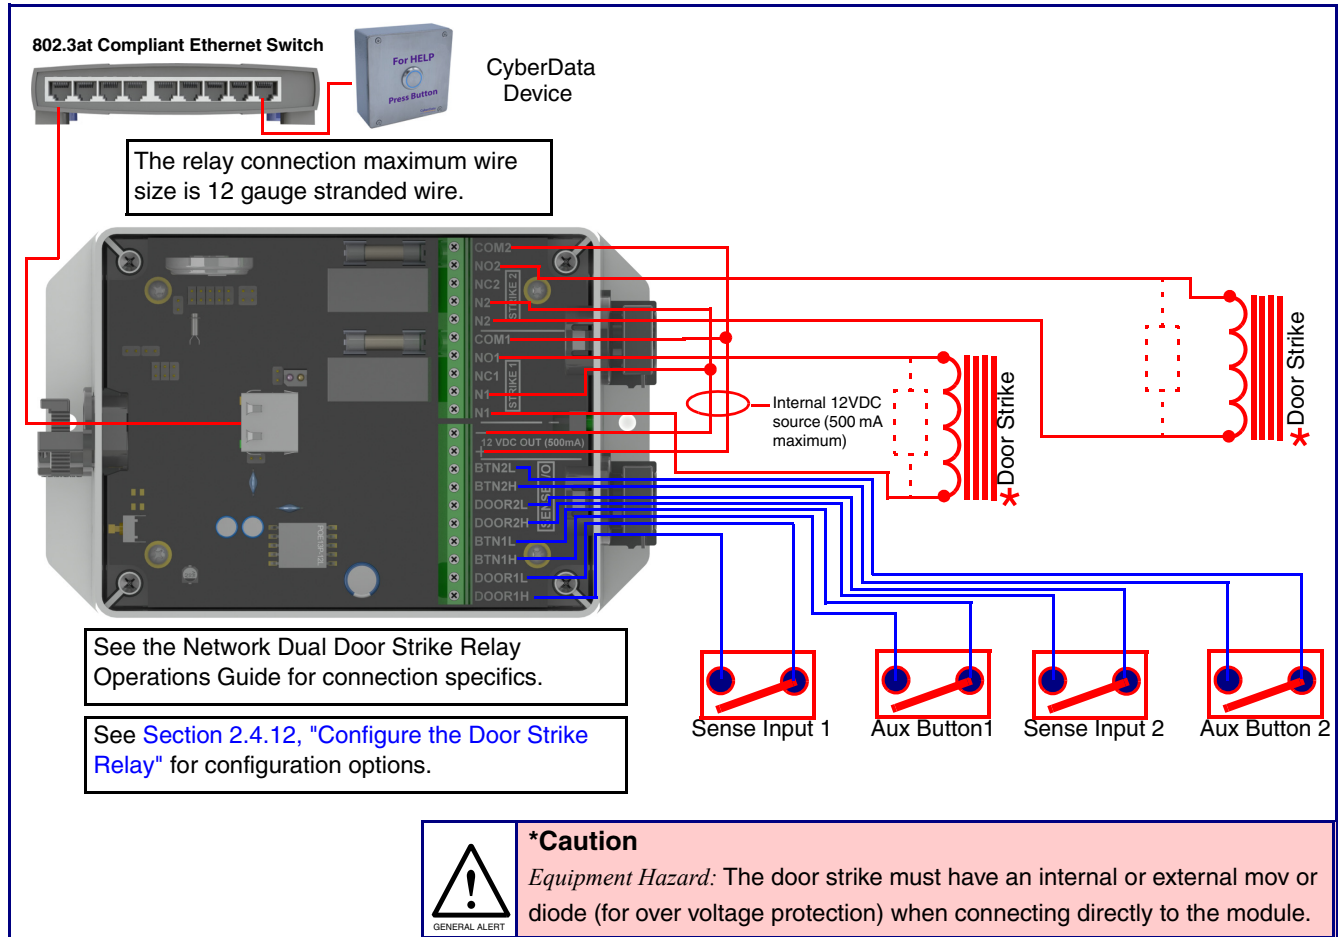 802.3at Compliant Ethernet Switch
For HELP
Press Button
CyberData
Device
The relay connection maximum wire
size is 12 gauge stranded wire.
COM2
NO2
NC2
N2
N2
STRIKE 2
COM1
NO1
NC1
N1
N1
STRIKE 1
-
12 VDC OUT (500mA)
+
BTN2L
BTN2H
DOOR2L
DOOR2H
BTN1L
BTN1H
DOOR1L
DOOR1H
Internal 12VDC
source (500 mA
maximum)
*Door Strike
*Door Strike
See the Network Dual Door Strike Relay
Operations Guide for connection specifics.
See Section 2.4.12, "Configure the Door Strike
Relay" for configuration options.
Sense Input 1
Aux Button1
Sense Input 2
Aux Button 2
GENERAL ALERT
*Caution
Equipment Hazard: The door strike must have an internal or external mov or
diode (for over voltage protection) when connecting directly to the module.